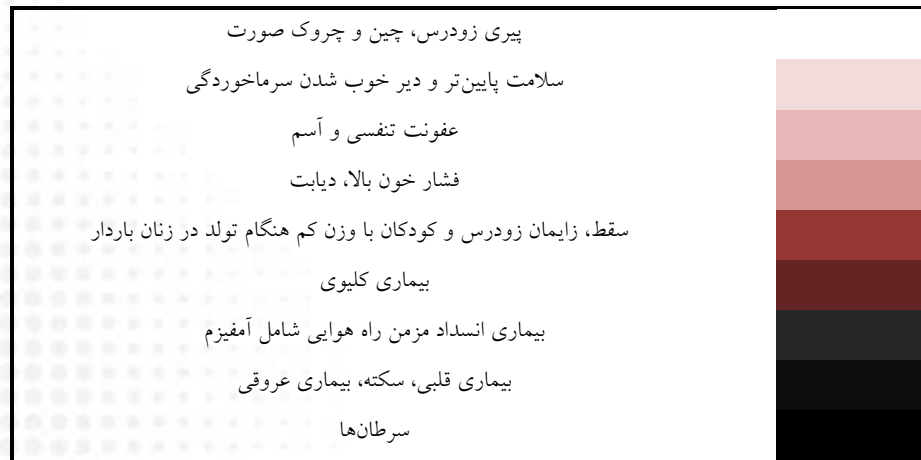 پیری زودرس، چین و چروک صورت
سلامت پایین‌تر و دیر خوب شدن سرماخوردگی
عفونت تنفسی و آسم
فشار خون بالا، دیابت
سقط، زایمان زودرس و کودکان با وزن کم هنگام تولد در زنان باردار
بیماری کلیوی
بیماری انسداد مزمن راه هوایی شامل آمفیزم
بیماری قلبی، سکته، بیماری عروقی
سرطان‌ها